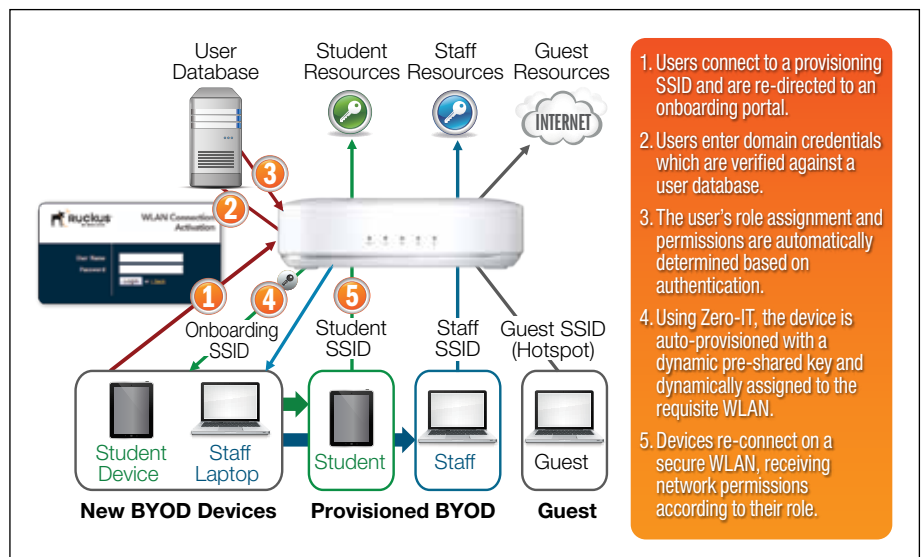 User
Database
Student
Resources
Staff
Resources
Guest
Resources
INTERNET
3
2
Ruckus
WLAN Connection
Activation
User Name
Password
Login
1
4
5
Onboarding
SSID
Student
SSID
Staff
SSID
Guest SSID
(Hotspot)
Student
Device
Staff
Laptop
Student
Staff
Guest
New BYOD Devices
Provisioned BYOD
Guest
1. Users connect to a provisioning
SSID and are re-directed to an
onboarding portal.
2. Users enter domain credentials
which are verified against a
user database.
3. The user's role assignment and
permissions are automatically
determined based on
authentication.
4. Using Zero-IT, the device is
auto-provisioned with a
dynamic pre-shared key and
dynamically assigned to the
requisite WLAN.
5. Devices re-connect on a
secure WLAN, receiving
network permissions
according to their role.